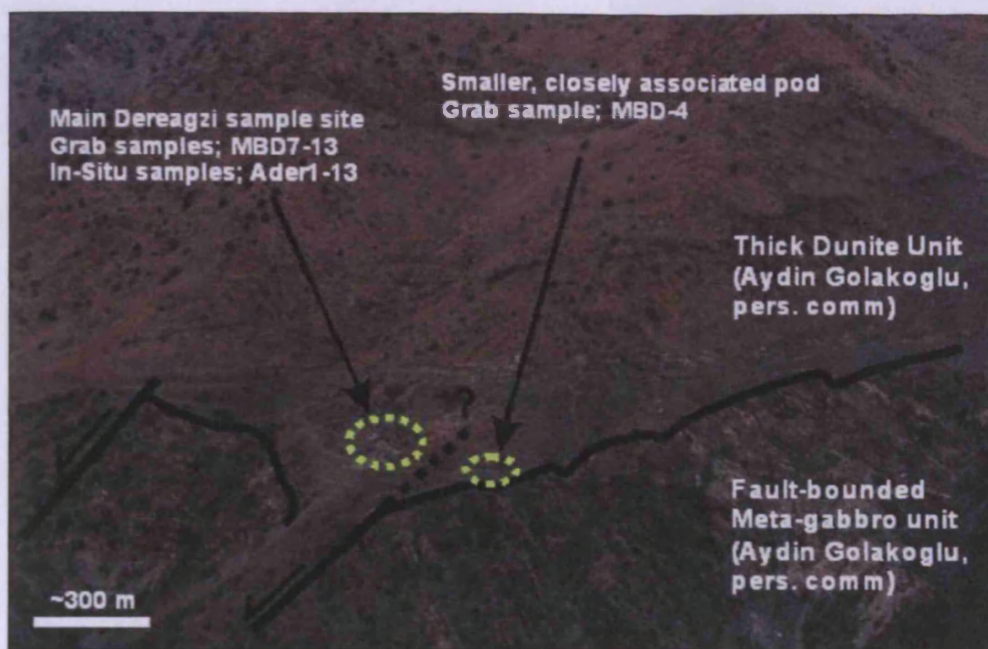 Smaller, closely associated pod
Grab sample; MBD-4
Main Dereagzi sample site
Grab samples; MBD7-13
In-Situ samples; Ader1-13
Thick Dunite Unit
(Aydin Golakoglu,
pers. comm)
?
Fault-bounded
Meta-gabbro unit
(Aydin Golakoglu,
pers. comm)
~300 m